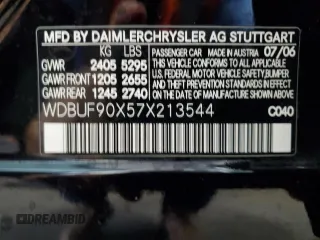 MFD BY DAIMLERCHRYSLER AG STUTTGART
KG LBS
GVWR 2405 5295
GAWR FRONT 1205 2655
GAWR REAR 1245 2740
PASSENGER CAR MADE IN AUSTRIA 07/06
THIS VEHICLE CONFORMS TO ALL APPLICABLE
U.S. FEDERAL MOTOR VEHICLE SAFETY, BUMPER,
AND THEFT PREVENTION STANDARDS IN EFFECT
ON THE DATE OF MANUFACTURE SHOWN ABOVE.
WDBUF90X57X213544
C040
DREAMBID